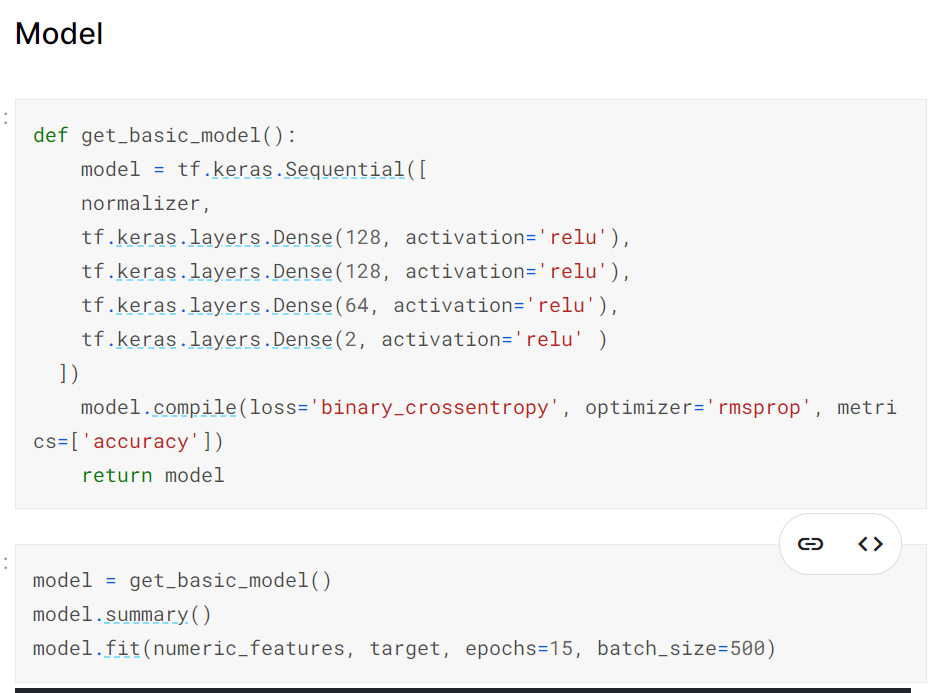 Model
:
def get_basic_model():
    model = tf.keras.Sequential([
    normalizer,
    tf.keras.layers.Dense(128, activation='relu'),
    tf.keras.layers.Dense(128, activation='relu'),
    tf.keras.layers.Dense(64, activation='relu'),
    tf.keras.layers.Dense(2, activation='relu' )
  ])
    model.compile(loss='binary_crossentropy', optimizer='rmsprop', metri
cs=['accuracy'])
    return model
:
model = get_basic_model()
model.summary()
model.fit(numeric_features, target, epochs=15, batch_size=500)